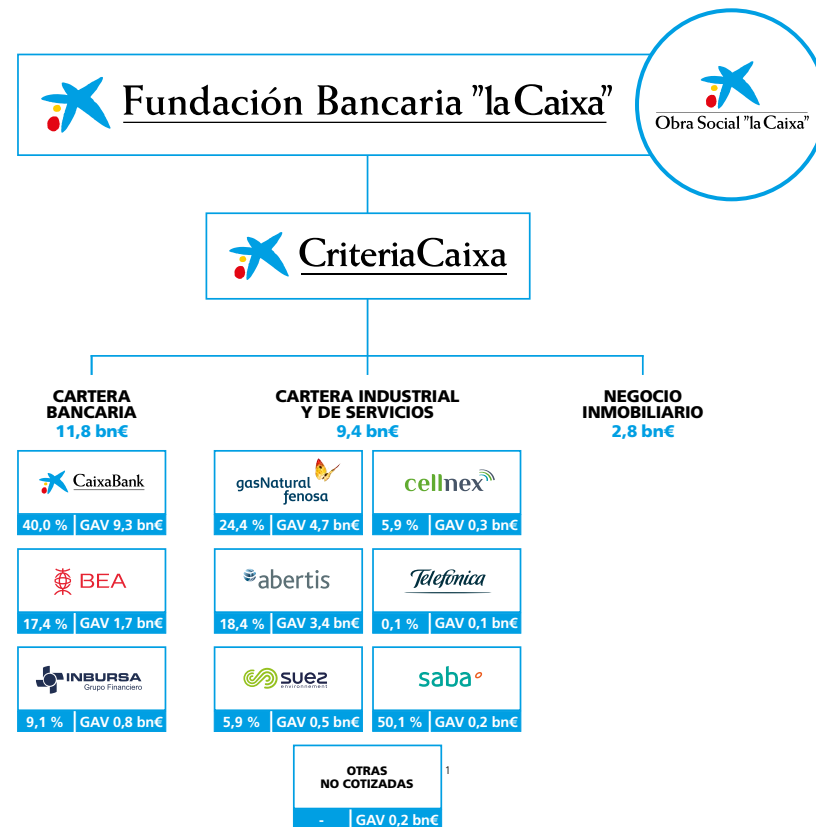 Fundación Bancaria "la Caixa"
Obra Social "la Caixa"
CriteriaCaixa
CARTERA
BANCARIA
11,8 bn€
CARTERA INDUSTRIAL
Y DE SERVICIOS
9,4 bn€
NEGOCIO
INMOBILIARIO
2,8 bn€
CaixaBank
40,0 % GAV 9,3 bn€
gasNatural
fenosa
24,4 % GAV 4,7 bn€
cellnex
5,9 % GAV 0,3 bn€
BEA
17,4 % GAV 1,7 bn€
abertis
18,4 % GAV 3,4 bn€
Telefónica
0,1 % GAV 0,1 bn€
INBURSA
Grupo Financiero
9,1 % GAV 0,8 bn€
suez
environnement
5,9 % GAV 0,5 bn€
saba
50,1 % GAV 0,2 bn€
OTRAS
NO COTIZADAS
1
- GAV 0,2 bn€